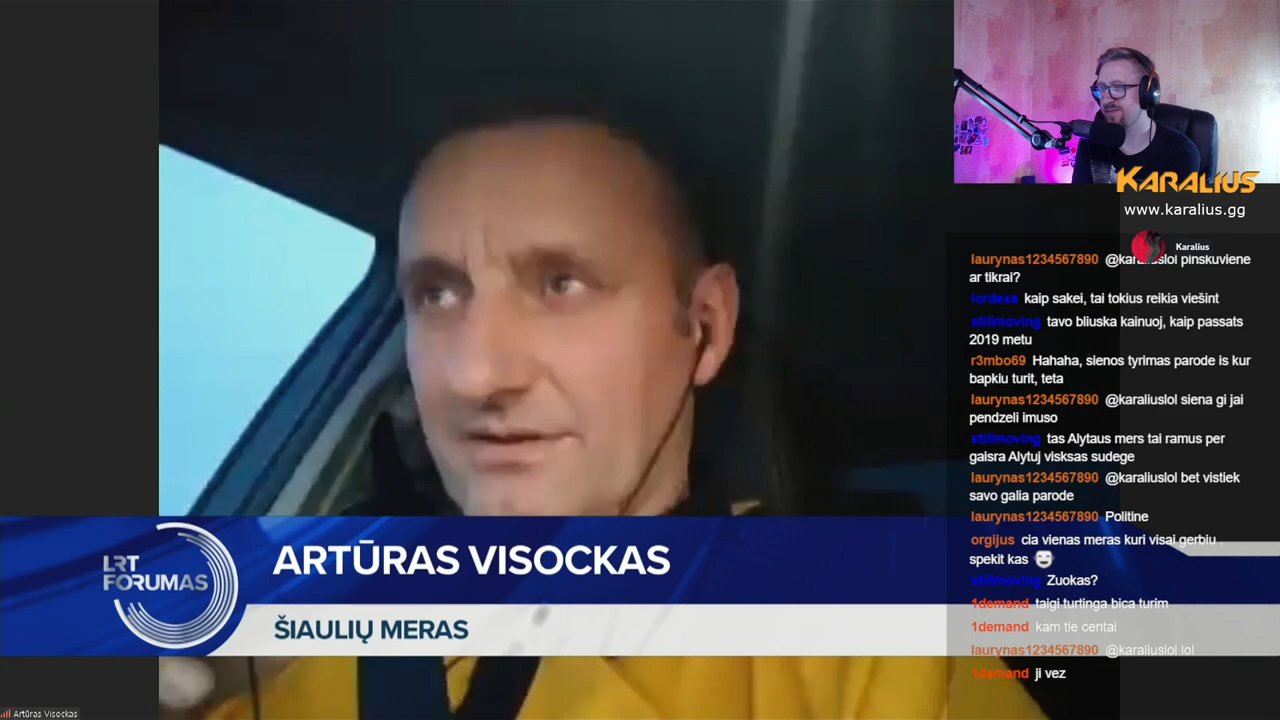 KARALIUS
www.karalius.gg
Karalius
laurynas1234567890 @karaliuslol pinskuviene
ar tikrai?
lordexa kaip sakei, tai tokius reikia viešint
stillmoving tavo bliuska kainuoj, kaip passats
2019 metu
r3mbo69 Hahaha, sienos tyrimas parode is kur
bapkiu turit, teta
laurynas1234567890 @karaliuslol siena gi jai
pendzeli imuso
stillmoving tas Alytaus mers tai ramus per
gaisra Alytuj visksas sudege
laurynas1234567890 @karaliuslol bet vistiek
savo galia parode
laurynas1234567890 Politine
orgijus cia vienas meras kuri visai gerbiu ,
spekit kas
stillmoving Zuokas?
1demand taigi turtinga bica turim
1demand kam tie centai
laurynas1234567890 @karaliuslol lol
1demand ji vez
LRT
FORUMAS
ARTŪRAS VISOCKAS
ŠIAULIŲ MERAS
Artūras Visockas